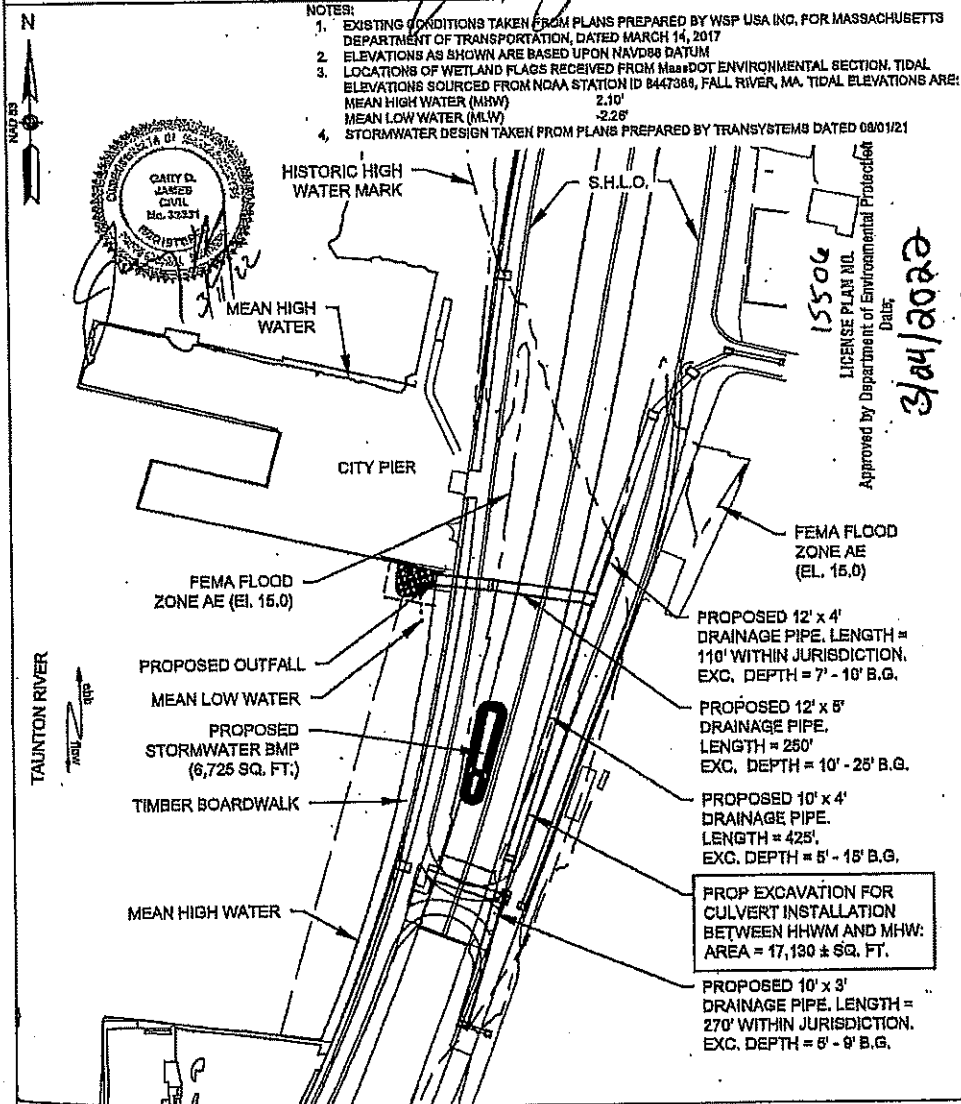 NOTES:
1. EXISTING CONDITIONS TAKEN FROM PLANS PREPARED BY WSP USA INC. FOR MASSACHUSETTS
DEPARTMENT OF TRANSPORTATION, DATED MARCH 14, 2017
2. ELEVATIONS AS SHOWN ARE BASED UPON NAVD88 DATUM
3. LOCATIONS OF WETLAND FLAGS RECEIVED FROM MassDOT ENVIRONMENTAL SECTION. TIDAL
ELEVATIONS SOURCED FROM NOAA STATION ID 8447386, FALL RIVER, MA. TIDAL ELEVATIONS ARE:
MEAN HIGH WATER (MHW) 2.10'
MEAN LOW WATER (MLW) -2.26'
4. STORMWATER DESIGN TAKEN FROM PLANS PREPARED BY TRANSYSTEMS DATED 08/01/21
N
NAD 83
GARY D.
JAMES
CIVIL
No. 32331
REGISTERED
HISTORIC HIGH
WATER MARK
S.H.L.O.
MEAN HIGH
WATER
15506
LICENSE PLAN NO.
Approved by Department of Environmental Protection
Date:
3/04/2022
CITY PIER
FEMA FLOOD
ZONE AE (El. 15.0)
FEMA FLOOD
ZONE AE
(EL. 15.0)
PROPOSED OUTFALL
MEAN LOW WATER
PROPOSED
STORMWATER BMP
(6,725 SQ. FT.)
TIMBER BOARDWALK
MEAN HIGH WATER
TAUNTON RIVER
ebb
flow
PROPOSED 12' x 4'
DRAINAGE PIPE. LENGTH =
110' WITHIN JURISDICTION.
EXC. DEPTH = 7' - 10' B.G.
PROPOSED 12' x 5'
DRAINAGE PIPE.
LENGTH = 250'
EXC. DEPTH = 10' - 25' B.G.
PROPOSED 10' x 4'
DRAINAGE PIPE.
LENGTH = 425'.
EXC. DEPTH = 5' - 15' B.G.
PROP EXCAVATION FOR
CULVERT INSTALLATION
BETWEEN HHWM AND MHW:
AREA = 17,130 ± SQ. FT.
PROPOSED 10' x 3'
DRAINAGE PIPE. LENGTH =
270' WITHIN JURISDICTION.
EXC. DEPTH = 6' - 9' B.G.